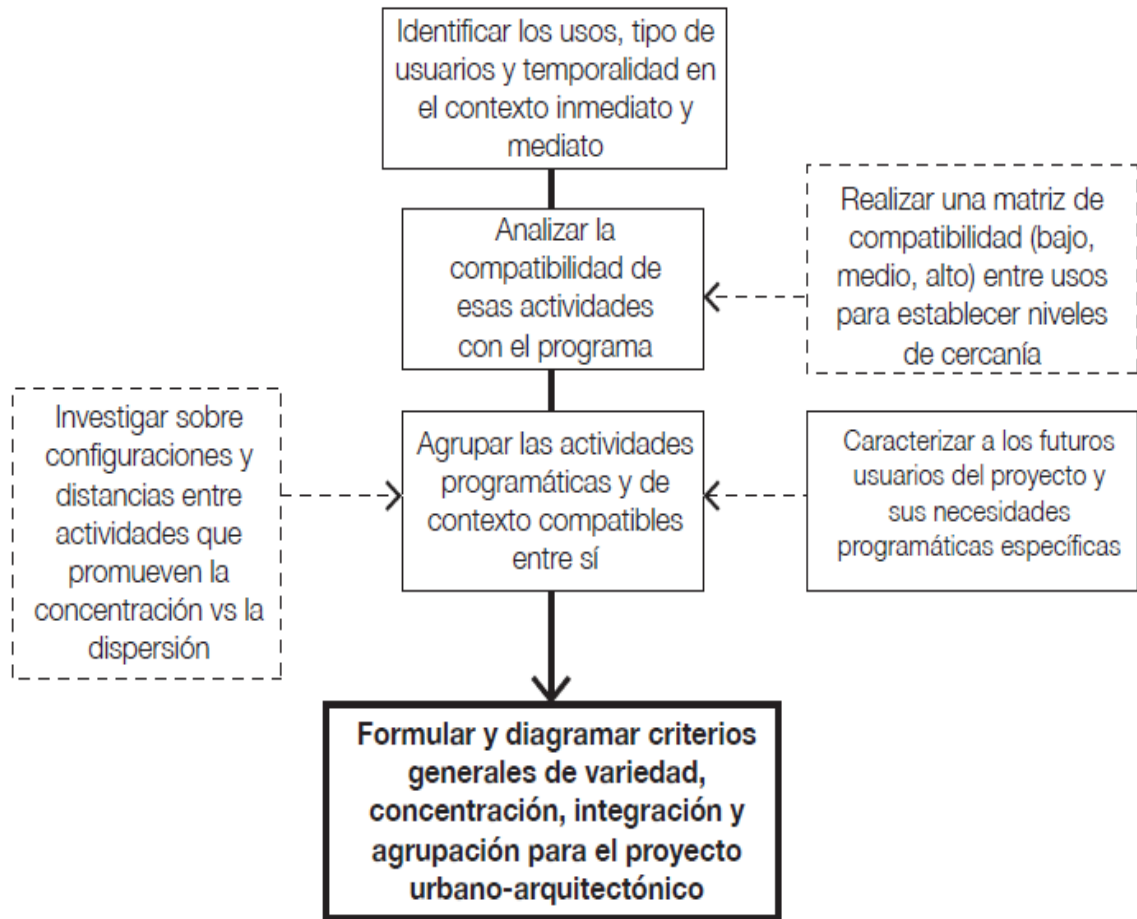 Identificar los usos, tipo de
usuarios y temporalidad en
el contexto inmediato y
mediato
Analizar la
compatibilidad de
esas actividades
con el programa
Realizar una matriz de
compatibilidad (bajo,
medio, alto) entre usos
para establecer niveles
de cercanía
Investigar sobre
configuraciones y
distancias entre
actividades que
promueven la
concentración vs la
dispersión
Agrupar las actividades
programáticas y de
contexto compatibles
entre sí
Caracterizar a los futuros
usuarios del proyecto y
sus necesidades
programáticas específicas
Formular y diagramar criterios
generales de variedad,
concentración, integración y
agrupación para el proyecto
urbano-arquitectónico